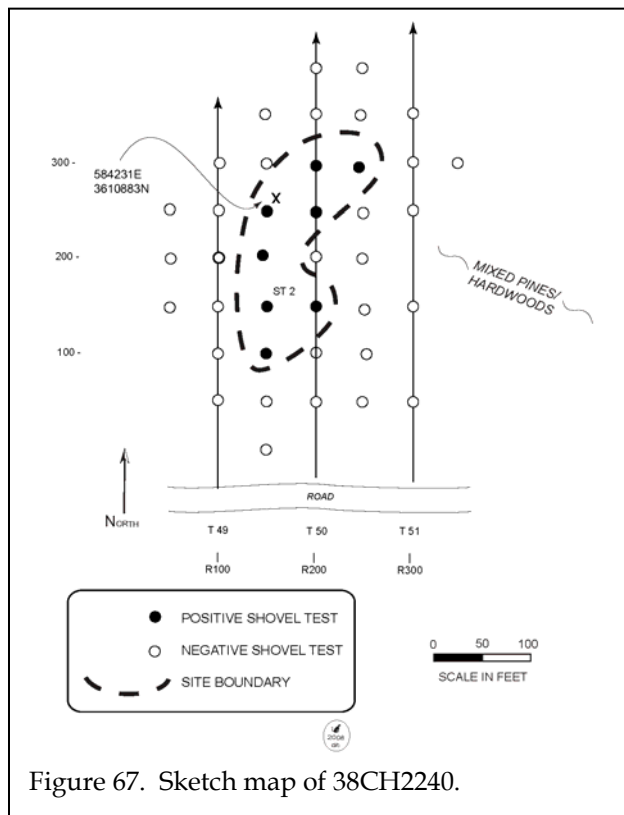 300 -
584231E
3610883N
X
200 -
ST 2
MIXED PINES/
HARDWOODS
100 -
NORTH
ROAD
T 49
T 50
T 51
R100
R200
R300
POSITIVE SHOVEL TEST
NEGATIVE SHOVEL TEST
SITE BOUNDARY
0 50 100
SCALE IN FEET
2008
Figure 67. Sketch map of 38CH2240.